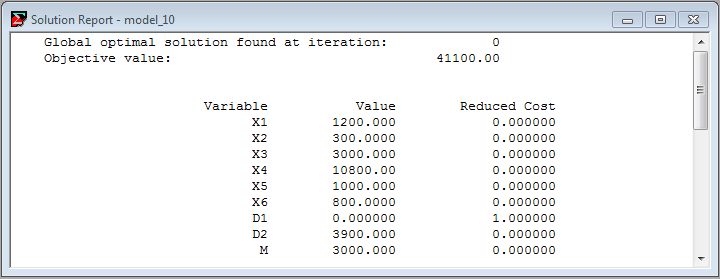 Solution Report - model_10
Global optimal solution found at iteration: 0
Objective value: 41100.00
Variable Value Reduced Cost
X1 1200.000 0.000000
X2 300.0000 0.000000
X3 3000.000 0.000000
X4 10800.00 0.000000
X5 1000.000 0.000000
X6 800.0000 0.000000
D1 0.000000 1.000000
D2 3900.000 0.000000
M 3000.000 0.000000